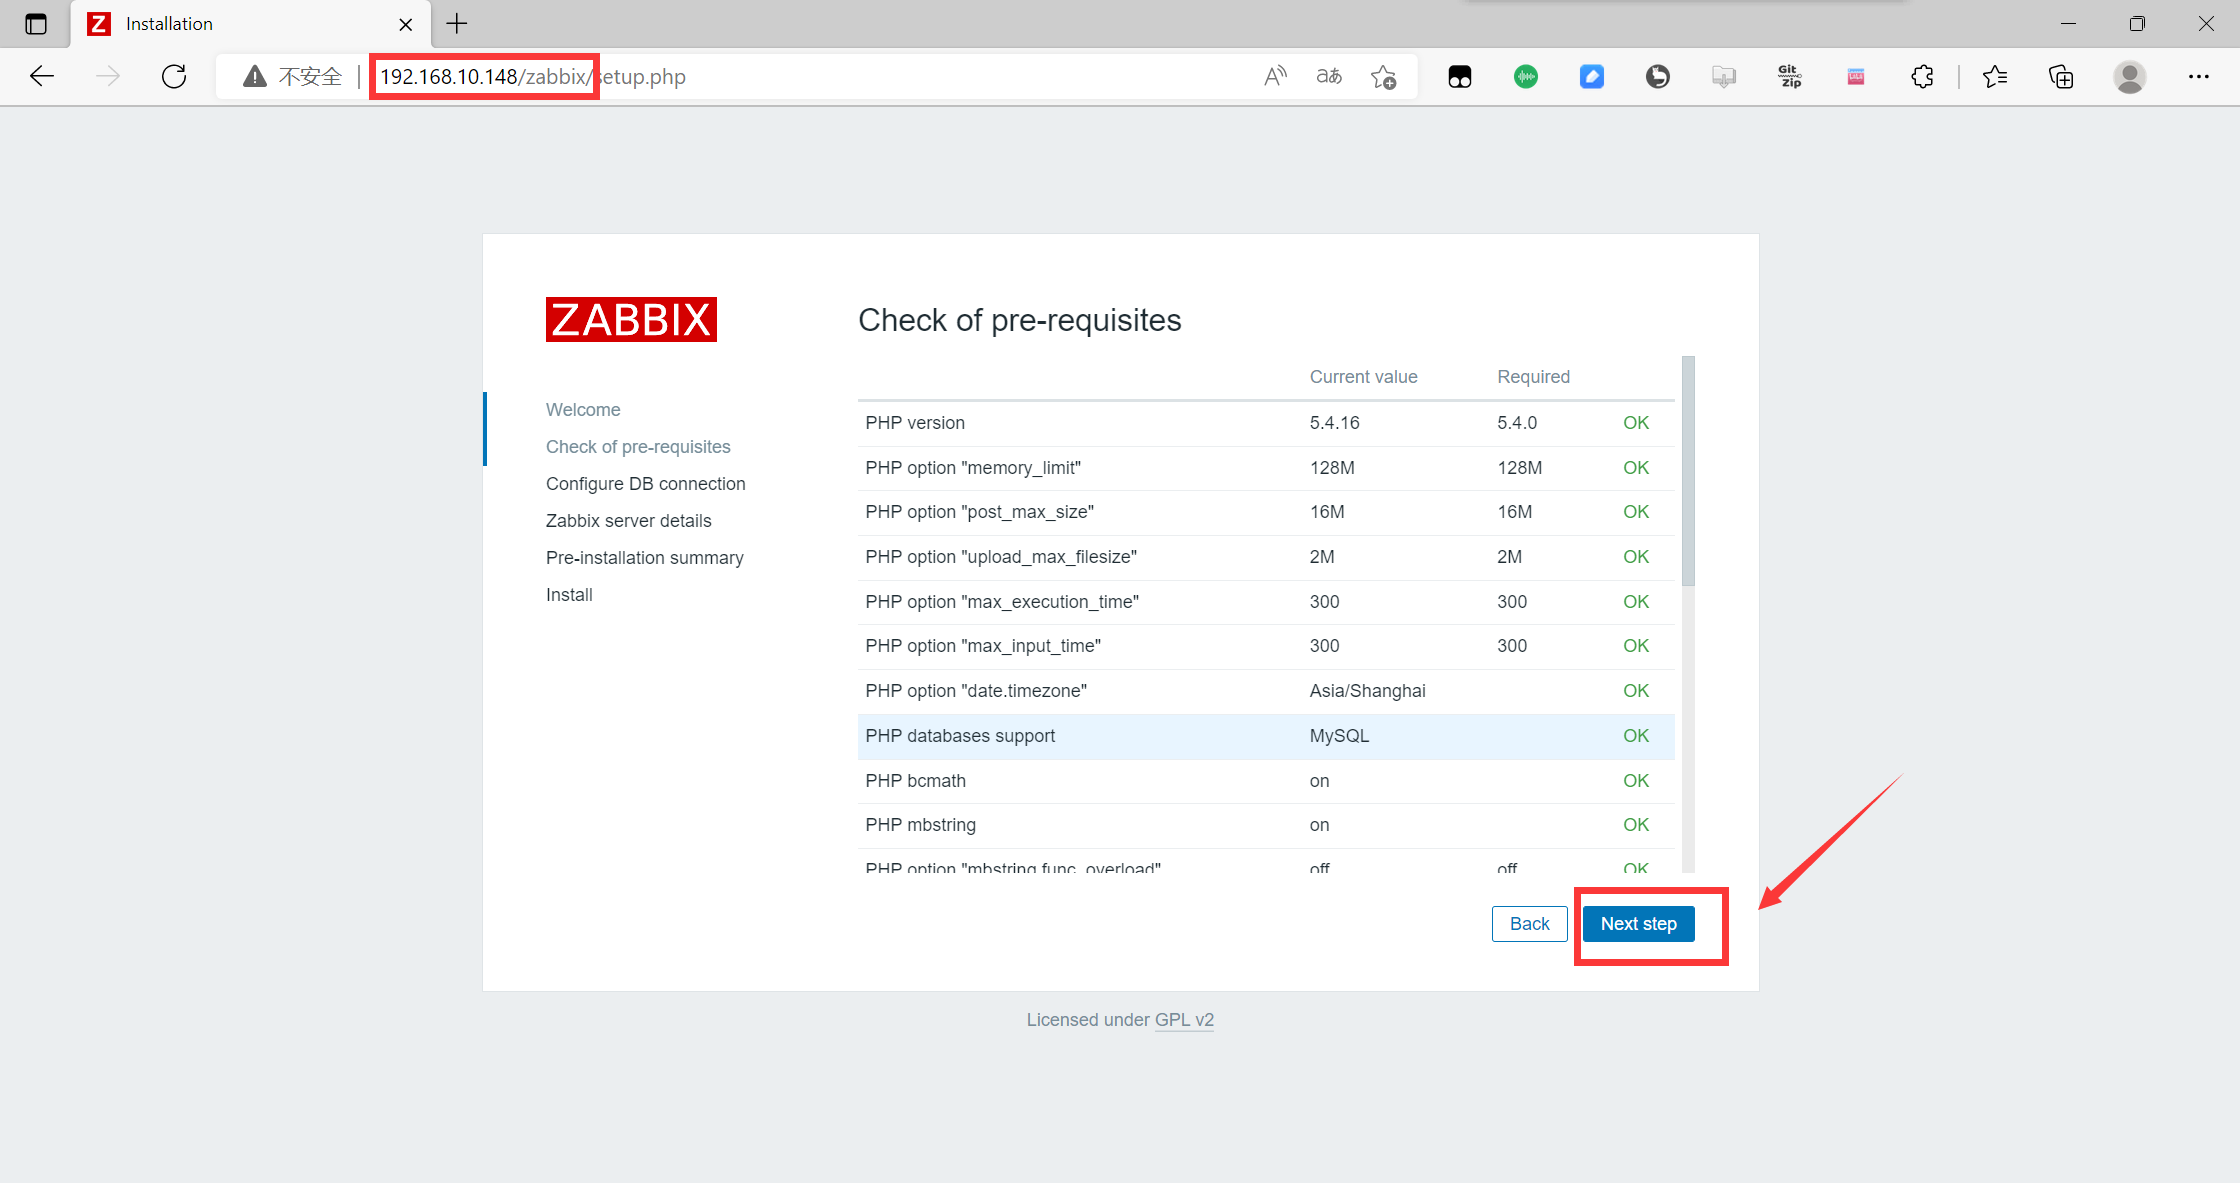 Installation
不安全 192.168.10.148/zabbix/setup.php
Git
Zip
ZABBIX
Welcome
Check of pre-requisites
Configure DB connection
Zabbix server details
Pre-installation summary
Install
Check of pre-requisites
Current value Required
PHP version 5.4.16 5.4.0 OK
PHP option "memory_limit" 128M 128M OK
PHP option "post_max_size" 16M 16M OK
PHP option "upload_max_filesize" 2M 2M OK
PHP option "max_execution_time" 300 300 OK
PHP option "max_input_time" 300 300 OK
PHP option "date.timezone" Asia/Shanghai OK
PHP databases support MySQL OK
PHP bcmath on OK
PHP mbstring on OK
PHP option "mbstring.func_overload" off off OK
Back Next step
Licensed under GPL v2